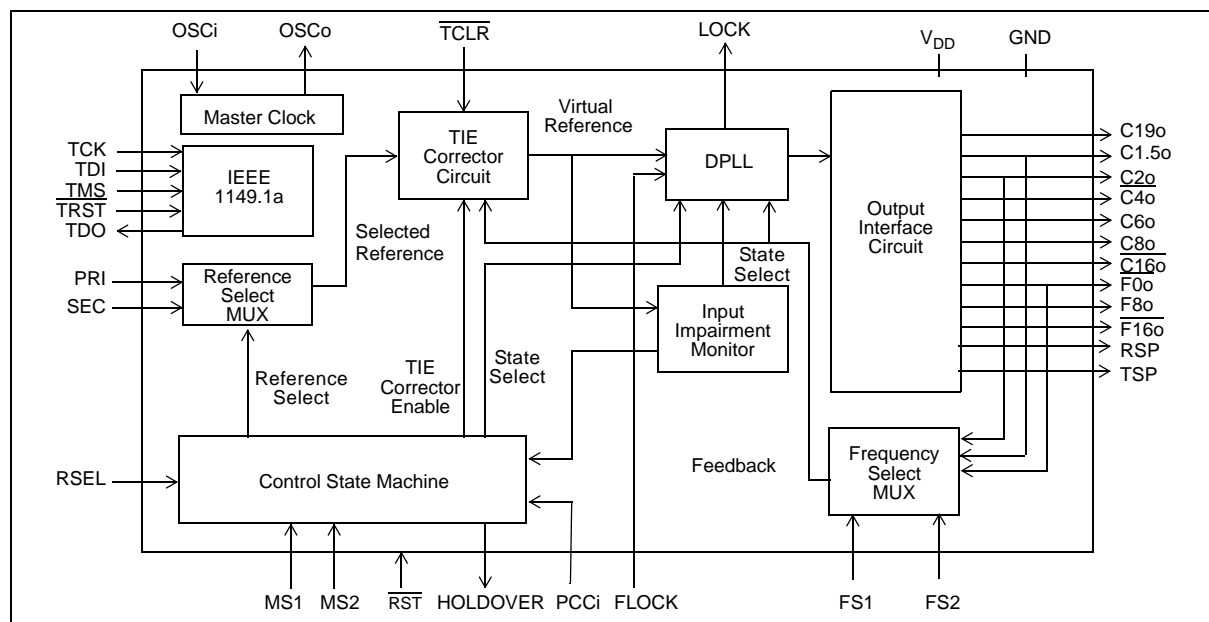 OSCi
OSCo
TCLR
LOCK
VDD
GND
Master Clock
TCK
TDI
TMS
TRST
TDO
IEEE
1149.1a
TIE
Corrector
Circuit
Virtual
Reference
DPLL
Output
Interface
Circuit
C19o
C1.5o
C2o
C4o
C6o
C8o
C16o
F0o
F8o
F16o
RSP
TSP
Selected
Reference
State
Select
PRI
SEC
Reference
Select
MUX
Input
Impairment
Monitor
Reference
Select
TIE
Corrector
Enable
State
Select
RSEL
Control State Machine
Feedback
Frequency
Select
MUX
MS1
MS2
RST
HOLDOVER
PCCi
FLOCK
FS1
FS2